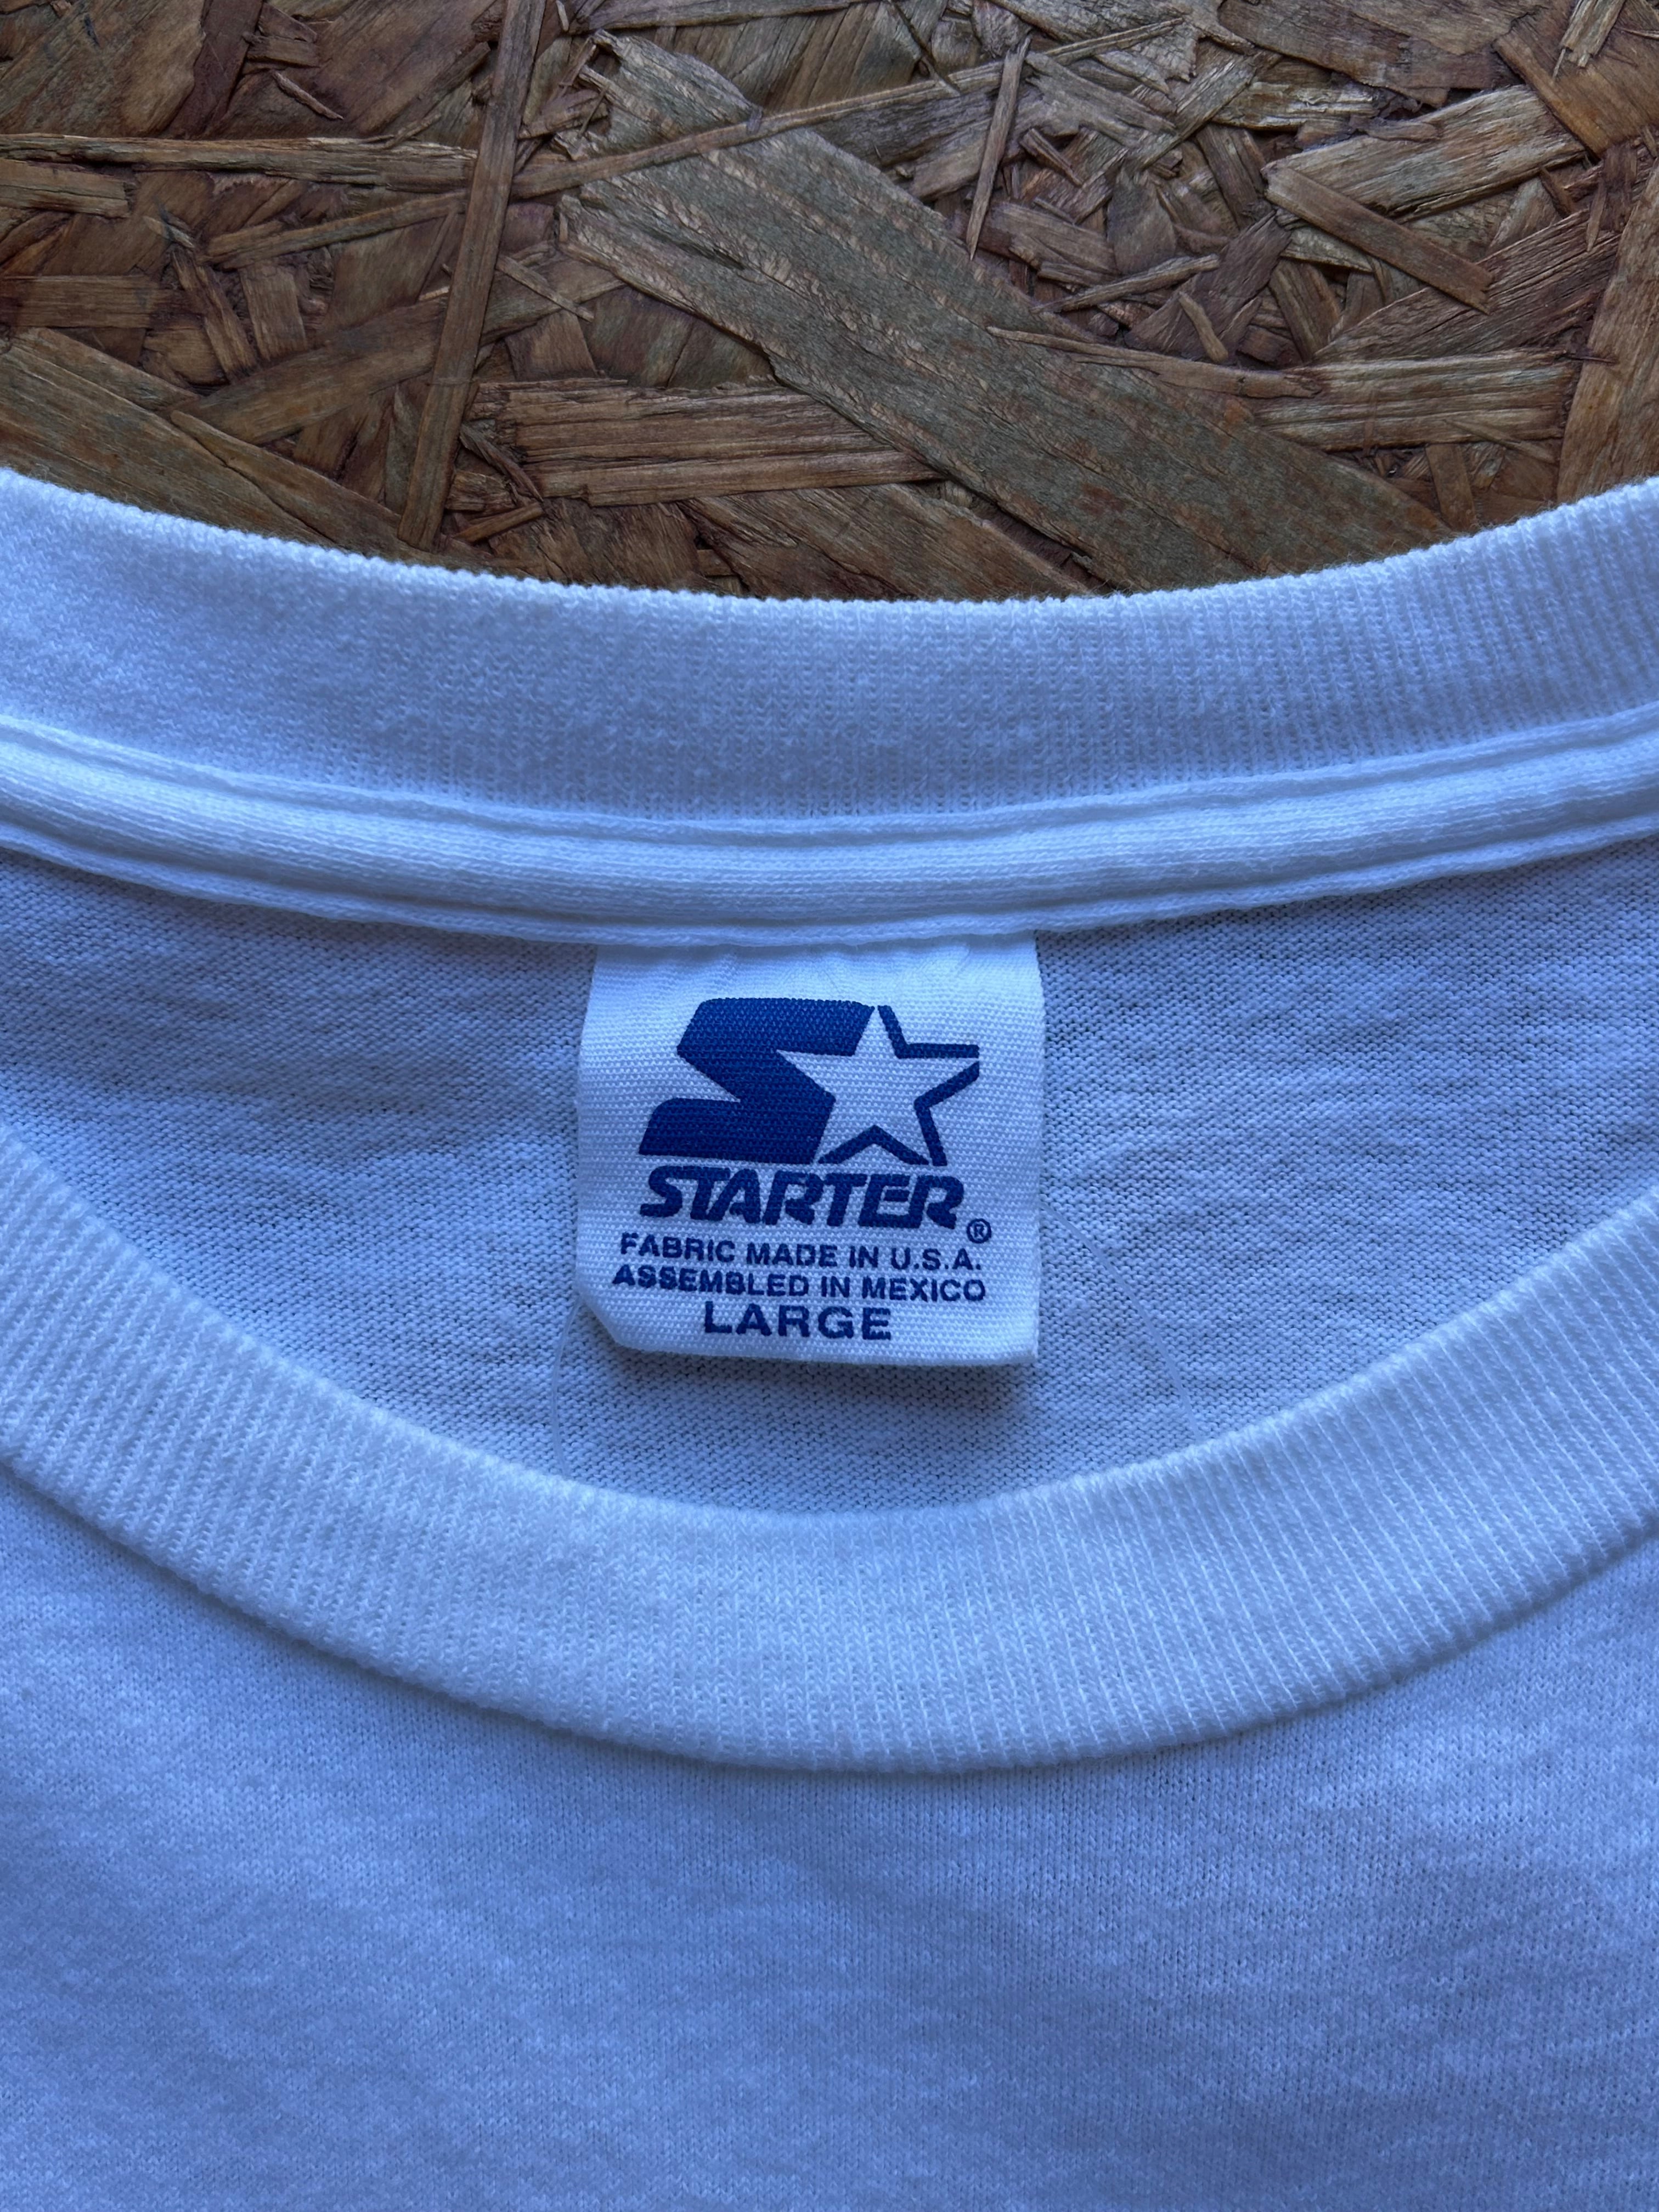 STARTER®
FABRIC MADE IN U.S.A.
ASSEMBLED IN MEXICO
LARGE